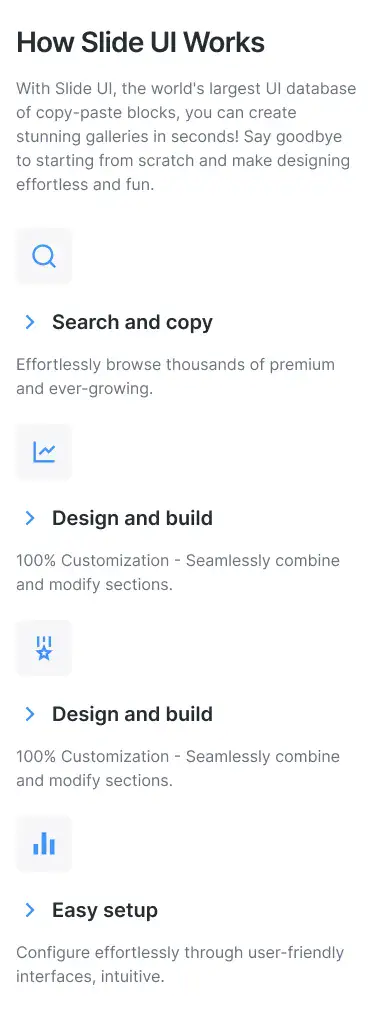 How Slide UI Works
With Slide UI, the world's largest UI database
of copy-paste blocks, you can create
stunning galleries in seconds! Say goodbye
to starting from scratch and make designing
effortless and fun.
Search and copy
Effortlessly browse thousands of premium
and ever-growing.
Design and build
100% Customization - Seamlessly combine
and modify sections.
Design and build
100% Customization - Seamlessly combine
and modify sections.
Easy setup
Configure effortlessly through user-friendly
interfaces, intuitive.